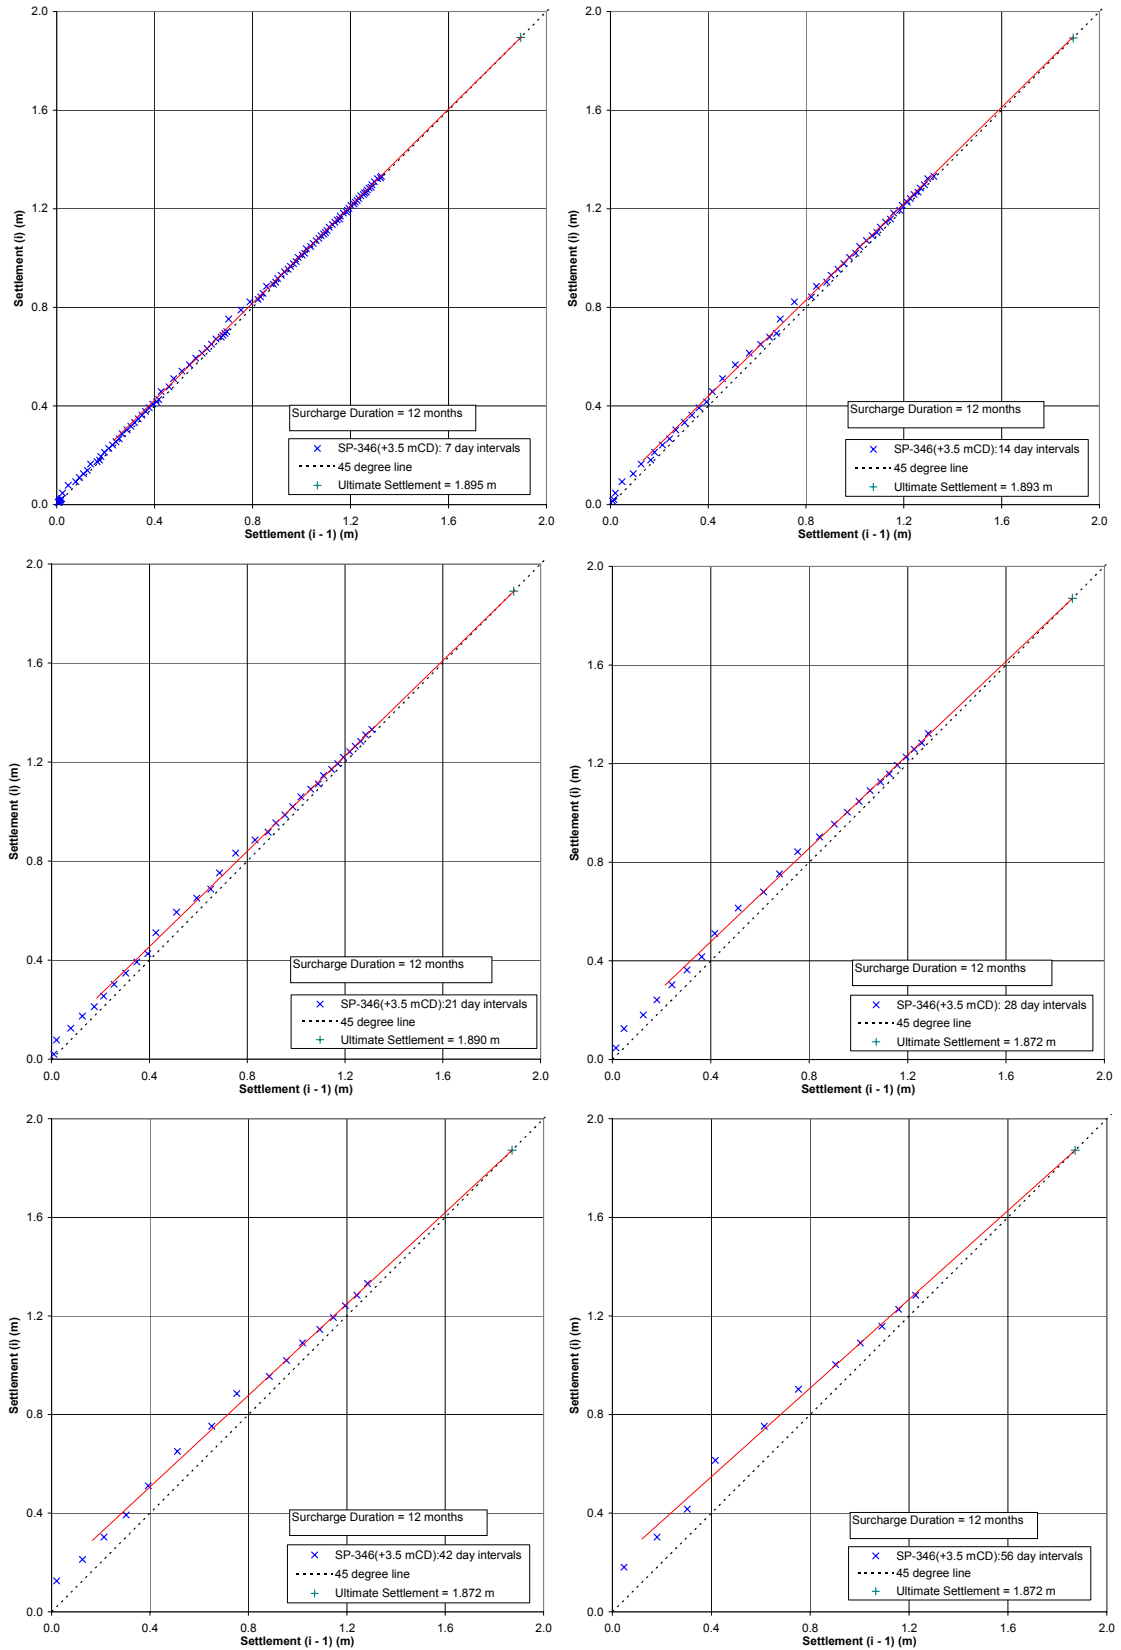 2.0
1.6
1.2
0.8
0.4
0.0
Settlement (i) (m)
Surcharge Duration = 12 months
SP-346(+3.5 mCD): 7 day intervals
45 degree line
Ultimate Settlement = 1.895 m
0.0 0.4 0.8 1.2 1.6 2.0
Settlement (i - 1) (m)
2.0
1.6
1.2
0.8
0.4
0.0
Settlement (i) (m)
Surcharge Duration = 12 months
SP-346(+3.5 mCD):14 day intervals
45 degree line
Ultimate Settlement = 1.893 m
0.0 0.4 0.8 1.2 1.6 2.0
Settlement (i - 1) (m)
2.0
1.6
1.2
0.8
0.4
0.0
Settlement (i) (m)
Surcharge Duration = 12 months
SP-346(+3.5 mCD):21 day intervals
45 degree line
Ultimate Settlement = 1.890 m
0.0 0.4 0.8 1.2 1.6 2.0
Settlement (i - 1) (m)
2.0
1.6
1.2
0.8
0.4
0.0
Settlement (i) (m)
Surcharge Duration = 12 months
SP-346(+3.5 mCD): 28 day intervals
45 degree line
Ultimate Settlement = 1.872 m
0.0 0.4 0.8 1.2 1.6 2.0
Settlement (i - 1) (m)
2.0
1.6
1.2
0.8
0.4
0.0
Settlement (i) (m)
Surcharge Duration = 12 months
SP-346(+3.5 mCD):42 day intervals
45 degree line
Ultimate Settlement = 1.872 m
0.0 0.4 0.8 1.2 1.6 2.0
Settlement (i - 1) (m)
2.0
1.6
1.2
0.8
0.4
0.0
Settlement (i) (m)
Surcharge Duration = 12 months
SP-346(+3.5 mCD):56 day intervals
45 degree line
Ultimate Settlement = 1.872 m
0.0 0.4 0.8 1.2 1.6 2.0
Settlement (i - 1) (m)